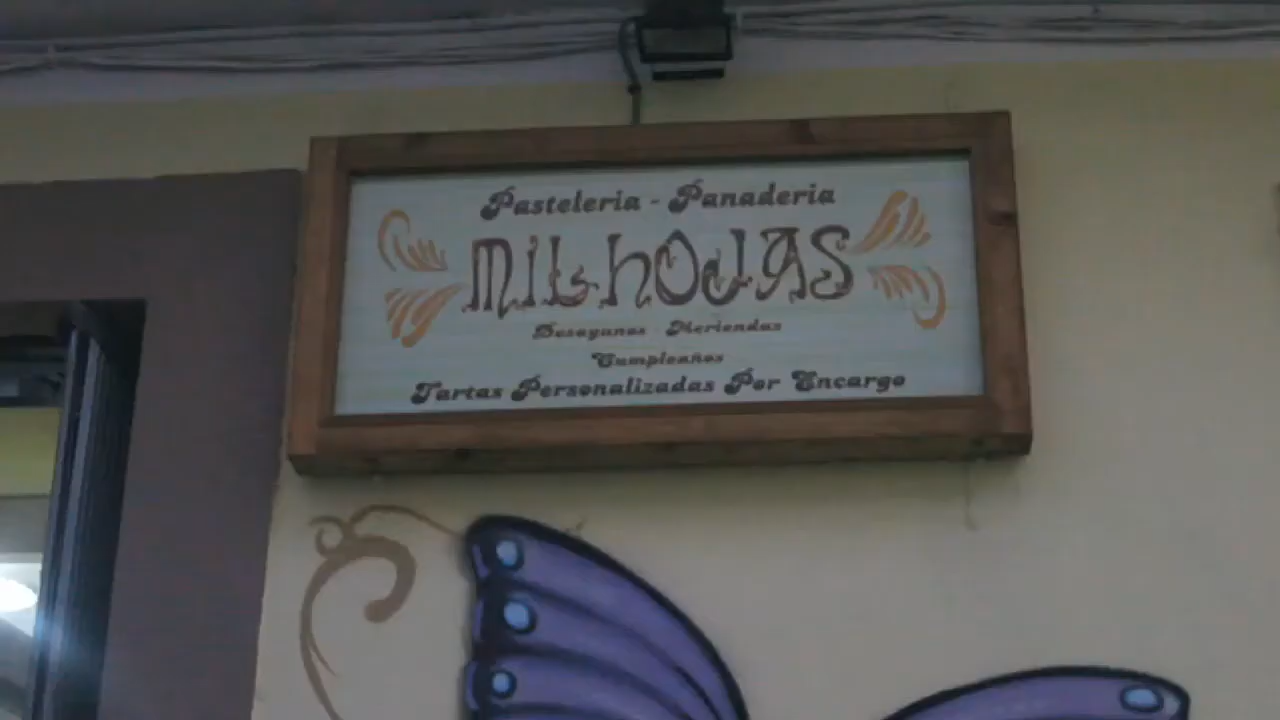 Pasteleria - Panaderia
MILHOJAS
Desayunos Meriendas
Cumpleaños
Tartas Personalizadas Por Encargo